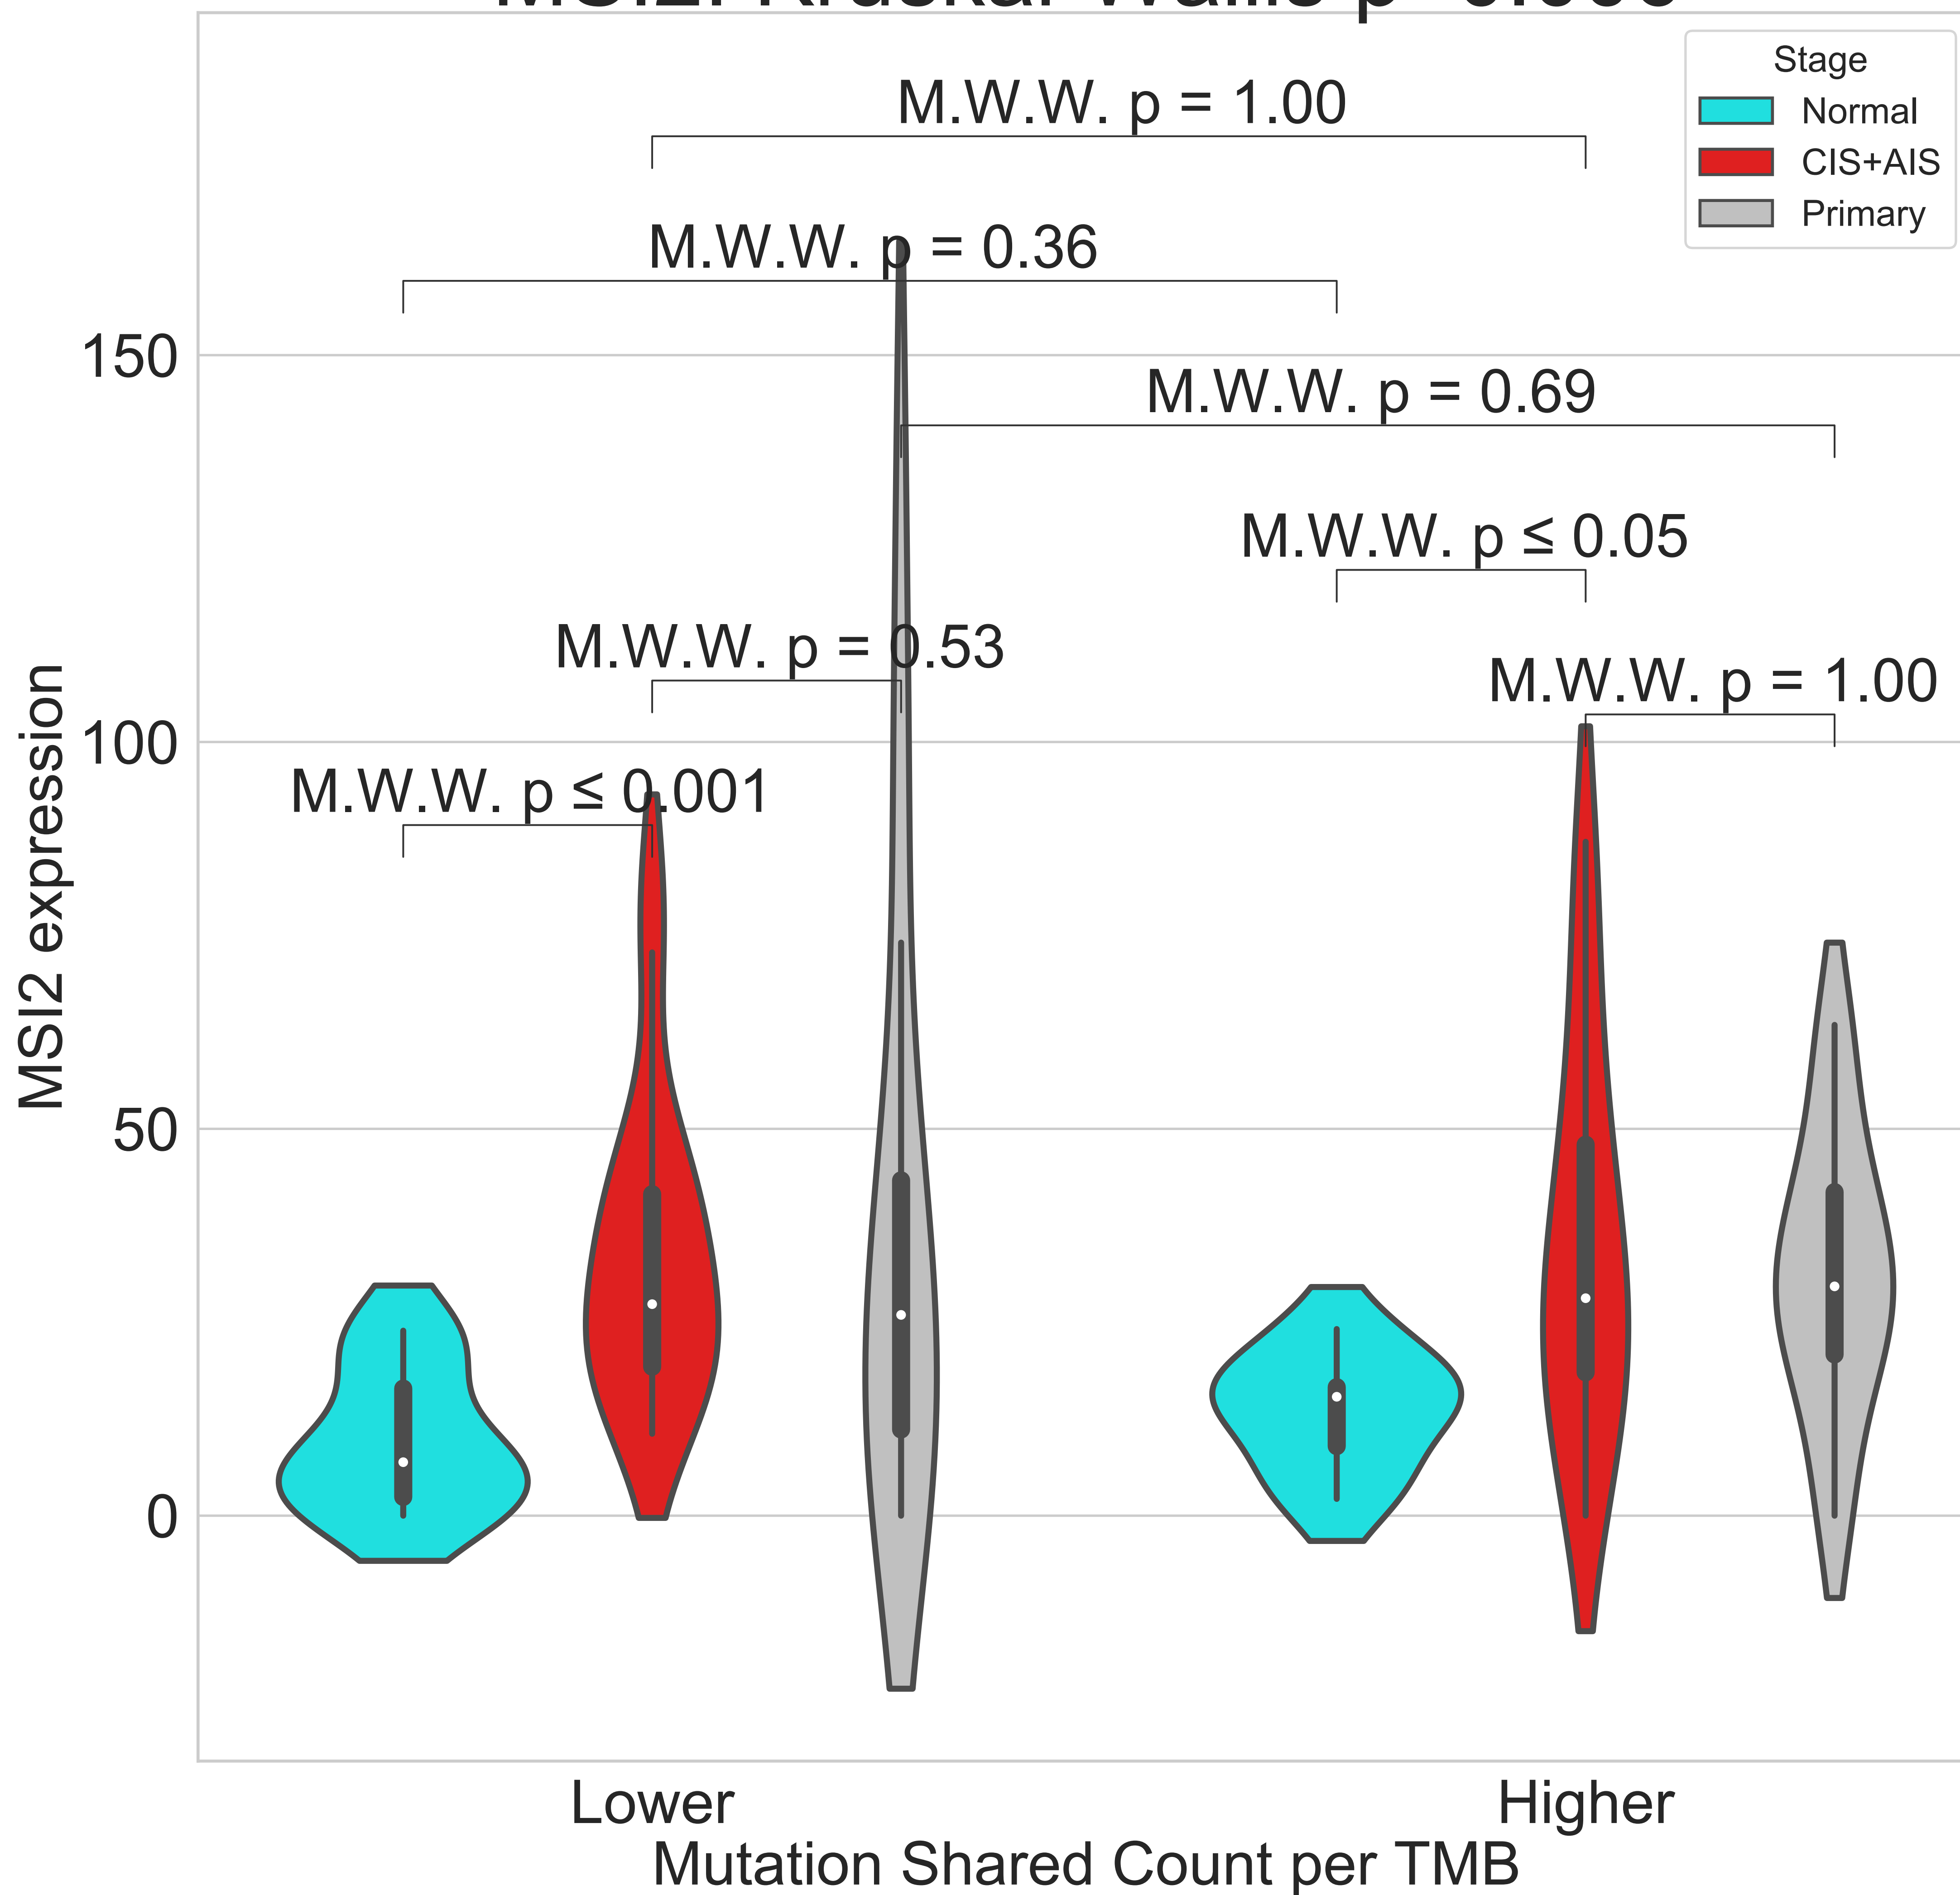 Stage
Normal
CIS+AIS
Primary
M.W.W. p = 1.00
M.W.W. p = 0.36
M.W.W. p = 0.69
M.W.W. p ≤ 0.05
M.W.W. p = 0.53
M.W.W. p = 1.00
M.W.W. p ≤ 0.001
150
100
50
0
MSI2 expression
Lower
Higher
Mutation Shared Count per TMB